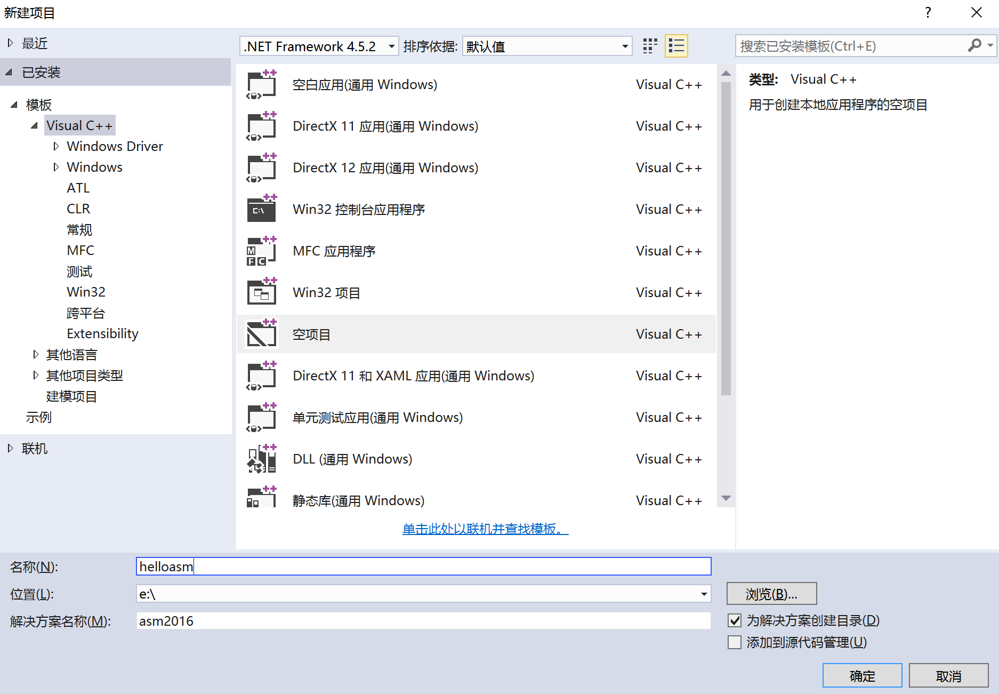 新建项目
?
最近
.NET Framework 4.5.2
排序依据:
默认值
搜索已安装模板(Ctrl+E)
已安装
模板
Visual C++
Windows Driver
Windows
ATL
CLR
常规
MFC
测试
Win32
跨平台
Extensibility
其他语言
其他项目类型
建模项目
示例
联机
空白应用(通用 Windows) Visual C++
DirectX 11 应用(通用 Windows) Visual C++
DirectX 12 应用(通用 Windows) Visual C++
C:\ Win32 控制台应用程序 Visual C++
MFC MFC 应用程序 Visual C++
Win32 项目 Visual C++
空项目 Visual C++
DirectX 11 和 XAML 应用(通用 Windows) Visual C++
单元测试应用(通用 Windows) Visual C++
DLL (通用 Windows) Visual C++
静态库(通用 Windows) Visual C++
单击此处以联机并查找模板。
类型: Visual C++
用于创建本地应用程序的空项目
名称(N): helloasm
位置(L): e:\
浏览(B)...
解决方案名称(M): asm2016
为解决方案创建目录(D)
添加到源代码管理(U)
确定
取消